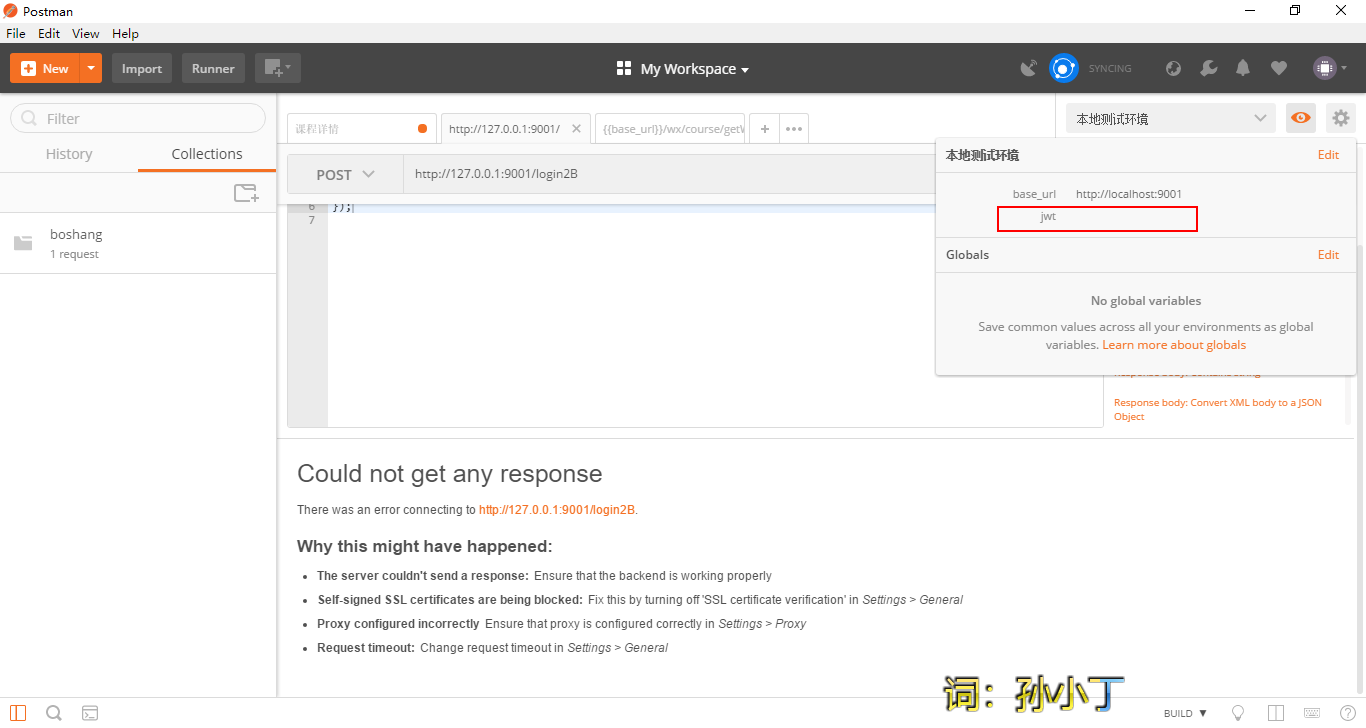 Postman
File Edit View Help
New Import Runner My Workspace SYNCING
Filter
History Collections
boshang
1 request
课程详情 http://127.0.0.1:9001/ {{base_url}}/wx/course/getW + •••
本地测试环境
POST http://127.0.0.1:9001/login2B
6 });
7
本地测试环境 Edit
base_url http://localhost:9001
jwt
Globals Edit
No global variables
Save common values across all your environments as global
variables. Learn more about globals
Response body: Contains string
Response body: Convert XML body to a JSON
Object
Could not get any response
There was an error connecting to http://127.0.0.1:9001/login2B.
Why this might have happened:
The server couldn't send a response: Ensure that the backend is working properly
Self-signed SSL certificates are being blocked: Fix this by turning off 'SSL certificate verification' in Settings > General
Proxy configured incorrectly Ensure that proxy is configured correctly in Settings > Proxy
Request timeout: Change request timeout in Settings > General
词：孙小丁
BUILD